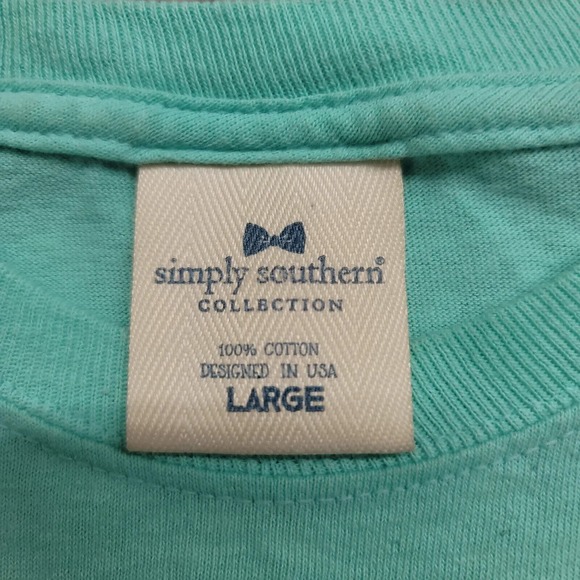 simply southern®
COLLECTION
100% COTTON
DESIGNED IN USA
LARGE